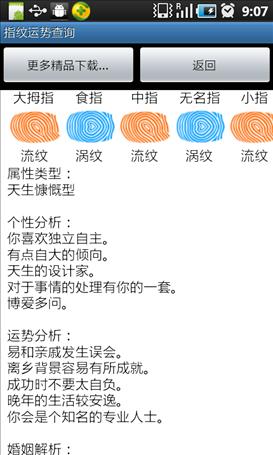 R
9:07
指纹运势查询
更多精品下载...
返回
大拇指 食指 中指 无名指 小指
流纹 涡纹 流纹 涡纹 流纹
属性类型：
天生慷慨型
个性分析：
你喜欢独立自主。
有点自大的倾向。
天生的设计家。
对于事情的处理有你的一套。
博爱多问。
运势分析：
易和亲戚发生误会。
离乡背景容易有所成就。
成功时不要太自负。
晚年的生活较安逸。
你会是个知名的专业人士。
婚姻解析：